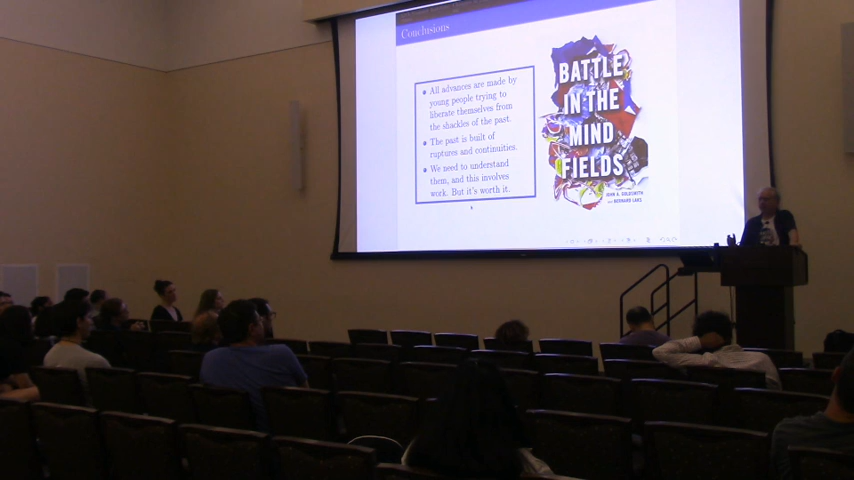 Conclusions
All advances are made by
young people trying to
liberate themselves from
the shackles of the past.
The past is built of
ruptures and continuities.
We need to understand
them, and this involves
work. But it's worth it.
BATTLE
IN THE
MIND
FIELDS
JOHN A. GOLDSMITH
AND BERNARD LAKS